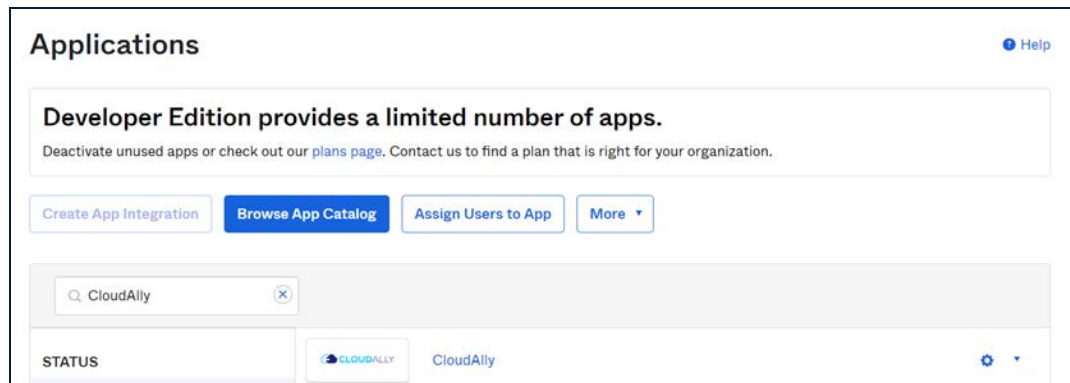 Applications
Help
Developer Edition provides a limited number of apps.
Deactivate unused apps or check out our plans page. Contact us to find a plan that is right for your organization.
Create App Integration Browse App Catalog Assign Users to App More
CloudAlly
STATUS CLOUDALLY CloudAlly